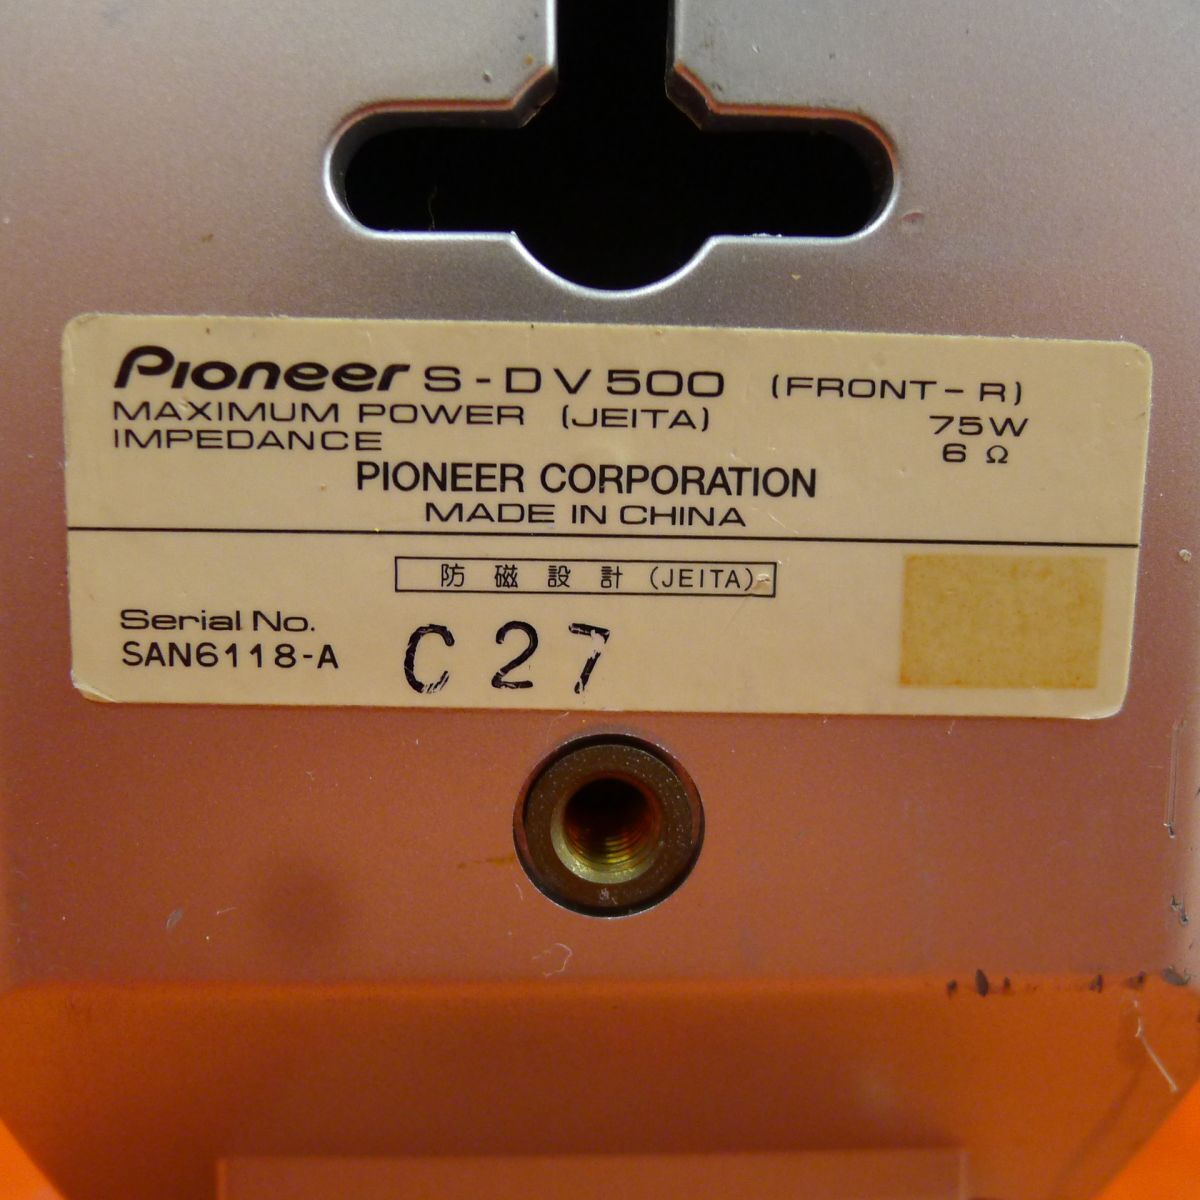 Pioneer S-DV500 (FRONT-R)
MAXIMUM POWER (JEITA) 75W
IMPEDANCE 6 Ω
PIONEER CORPORATION
MADE IN CHINA
防磁設計 (JEITA)
Serial No.
SAN6118-A C27